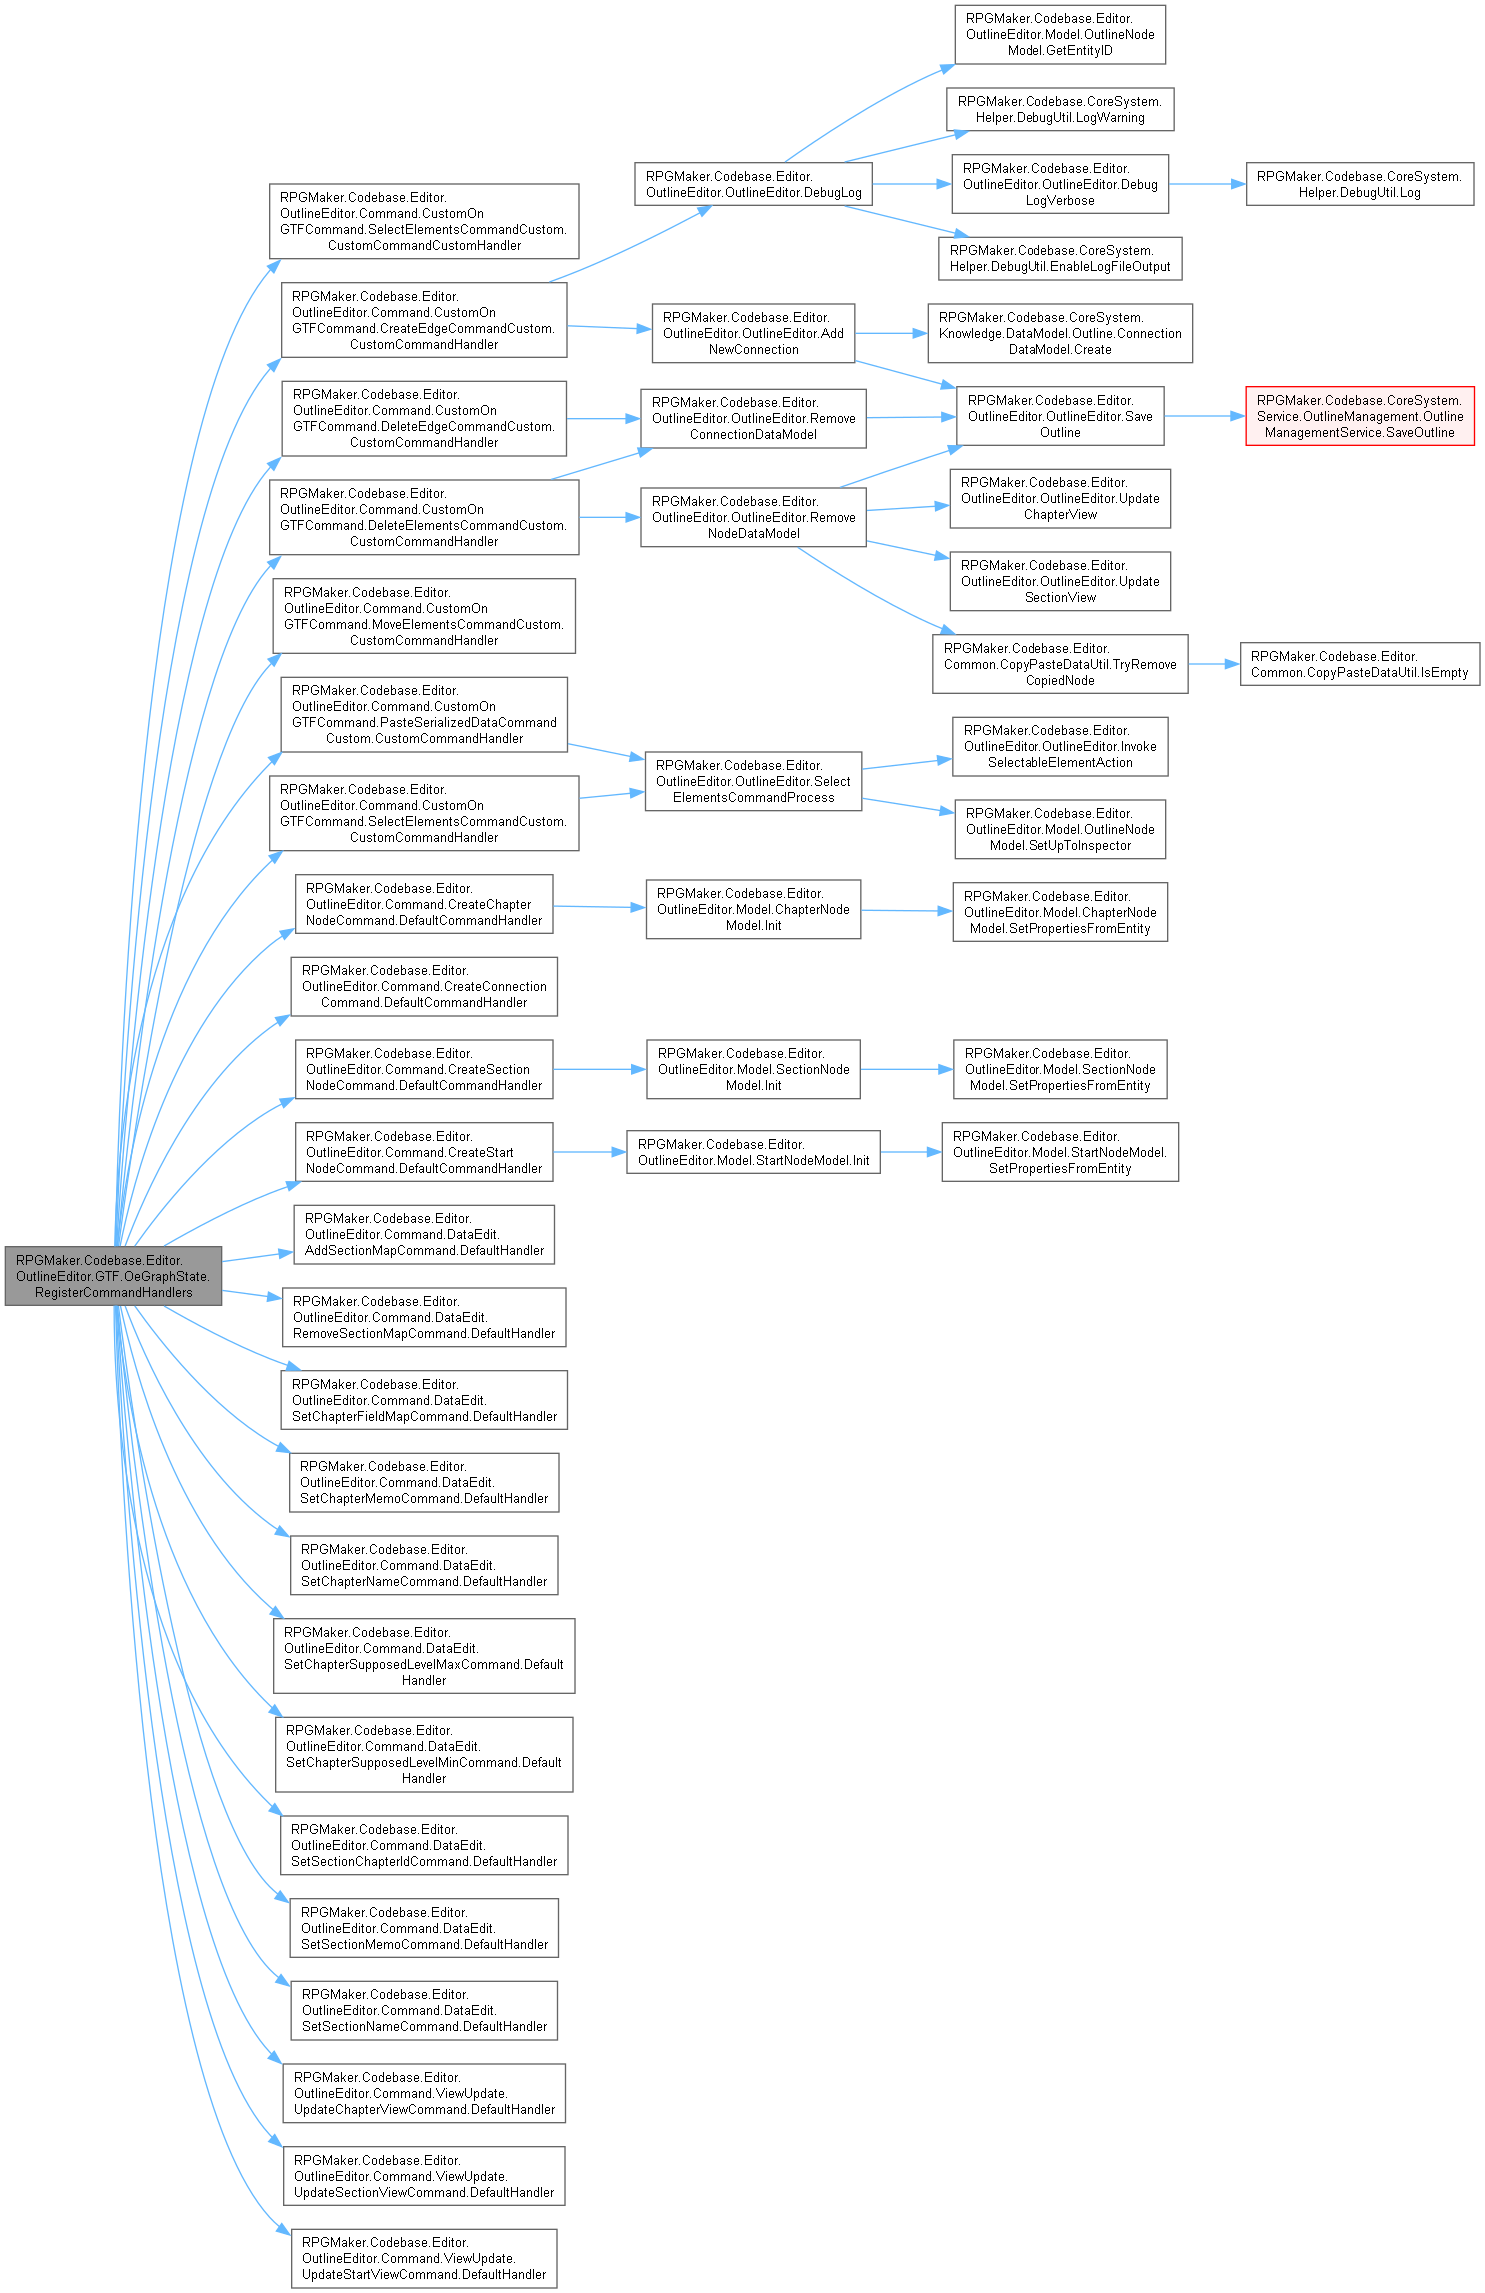 RPGMaker.Codebase.Editor.
OutlineEditor.GTF.OeGraphState.
RegisterCommandHandlers
RPGMaker.Codebase.Editor.
OutlineEditor.Command.CustomOn
GTFCommand.SelectElementsCommandCustom.
CustomCommandCustomHandler
RPGMaker.Codebase.Editor.
OutlineEditor.Command.CustomOn
GTFCommand.CreateEdgeCommandCustom.
CustomCommandHandler
RPGMaker.Codebase.Editor.
OutlineEditor.Command.CustomOn
GTFCommand.DeleteEdgeCommandCustom.
CustomCommandHandler
RPGMaker.Codebase.Editor.
OutlineEditor.Command.CustomOn
GTFCommand.DeleteElementsCommandCustom.
CustomCommandHandler
RPGMaker.Codebase.Editor.
OutlineEditor.Command.CustomOn
GTFCommand.MoveElementsCommandCustom.
CustomCommandHandler
RPGMaker.Codebase.Editor.
OutlineEditor.Command.CustomOn
GTFCommand.PasteSerializedDataCommand
Custom.CustomCommandHandler
RPGMaker.Codebase.Editor.
OutlineEditor.Command.CustomOn
GTFCommand.SelectElementsCommandCustom.
CustomCommandHandler
RPGMaker.Codebase.Editor.
OutlineEditor.Command.CreateChapter
NodeCommand.DefaultCommandHandler
RPGMaker.Codebase.Editor.
OutlineEditor.Command.CreateConnection
Command.DefaultCommandHandler
RPGMaker.Codebase.Editor.
OutlineEditor.Command.CreateSection
NodeCommand.DefaultCommandHandler
RPGMaker.Codebase.Editor.
OutlineEditor.Command.CreateStart
NodeCommand.DefaultCommandHandler
RPGMaker.Codebase.Editor.
OutlineEditor.Command.DataEdit.
AddSectionMapCommand.DefaultHandler
RPGMaker.Codebase.Editor.
OutlineEditor.Command.DataEdit.
RemoveSectionMapCommand.DefaultHandler
RPGMaker.Codebase.Editor.
OutlineEditor.Command.DataEdit.
SetChapterFieldMapCommand.DefaultHandler
RPGMaker.Codebase.Editor.
OutlineEditor.Command.DataEdit.
SetChapterMemoCommand.DefaultHandler
RPGMaker.Codebase.Editor.
OutlineEditor.Command.DataEdit.
SetChapterNameCommand.DefaultHandler
RPGMaker.Codebase.Editor.
OutlineEditor.Command.DataEdit.
SetChapterSupposedLevelMaxCommand.Default
Handler
RPGMaker.Codebase.Editor.
OutlineEditor.Command.DataEdit.
SetChapterSupposedLevelMinCommand.Default
Handler
RPGMaker.Codebase.Editor.
OutlineEditor.Command.DataEdit.
SetSectionChapterIdCommand.DefaultHandler
RPGMaker.Codebase.Editor.
OutlineEditor.Command.DataEdit.
SetSectionMemoCommand.DefaultHandler
RPGMaker.Codebase.Editor.
OutlineEditor.Command.DataEdit.
SetSectionNameCommand.DefaultHandler
RPGMaker.Codebase.Editor.
OutlineEditor.Command.ViewUpdate.
UpdateChapterViewCommand.DefaultHandler
RPGMaker.Codebase.Editor.
OutlineEditor.Command.ViewUpdate.
UpdateSectionViewCommand.DefaultHandler
RPGMaker.Codebase.Editor.
OutlineEditor.Command.ViewUpdate.
UpdateStartViewCommand.DefaultHandler
RPGMaker.Codebase.Editor.
OutlineEditor.OutlineEditor.DebugLog
RPGMaker.Codebase.Editor.
OutlineEditor.OutlineEditor.Add
NewConnection
RPGMaker.Codebase.Editor.
OutlineEditor.OutlineEditor.Remove
ConnectionDataModel
RPGMaker.Codebase.Editor.
OutlineEditor.OutlineEditor.Remove
NodeDataModel
RPGMaker.Codebase.Editor.
OutlineEditor.OutlineEditor.Select
ElementsCommandProcess
RPGMaker.Codebase.Editor.
OutlineEditor.Model.ChapterNode
Model.Init
RPGMaker.Codebase.Editor.
OutlineEditor.Model.SectionNode
Model.Init
RPGMaker.Codebase.Editor.
OutlineEditor.Model.StartNodeModel.Init
RPGMaker.Codebase.Editor.
OutlineEditor.Model.OutlineNode
Model.GetEntityID
RPGMaker.Codebase.CoreSystem.
Helper.DebugUtil.LogWarning
RPGMaker.Codebase.Editor.
OutlineEditor.OutlineEditor.Debug
LogVerbose
RPGMaker.Codebase.CoreSystem.
Helper.DebugUtil.EnableLogFileOutput
RPGMaker.Codebase.CoreSystem.
Knowledge.DataModel.Outline.Connection
DataModel.Create
RPGMaker.Codebase.Editor.
OutlineEditor.OutlineEditor.Save
Outline
RPGMaker.Codebase.Editor.
OutlineEditor.OutlineEditor.Update
ChapterView
RPGMaker.Codebase.Editor.
OutlineEditor.OutlineEditor.Update
SectionView
RPGMaker.Codebase.Editor.
Common.CopyPasteDataUtil.TryRemove
CopiedNode
RPGMaker.Codebase.Editor.
OutlineEditor.OutlineEditor.Invoke
SelectableElementAction
RPGMaker.Codebase.Editor.
OutlineEditor.Model.OutlineNode
Model.SetUpToInspector
RPGMaker.Codebase.Editor.
OutlineEditor.Model.ChapterNode
Model.SetPropertiesFromEntity
RPGMaker.Codebase.Editor.
OutlineEditor.Model.SectionNode
Model.SetPropertiesFromEntity
RPGMaker.Codebase.Editor.
OutlineEditor.Model.StartNodeModel.
SetPropertiesFromEntity
RPGMaker.Codebase.CoreSystem.
Helper.DebugUtil.Log
RPGMaker.Codebase.CoreSystem.
Service.OutlineManagement.Outline
ManagementService.SaveOutline
RPGMaker.Codebase.Editor.
Common.CopyPasteDataUtil.IsEmpty